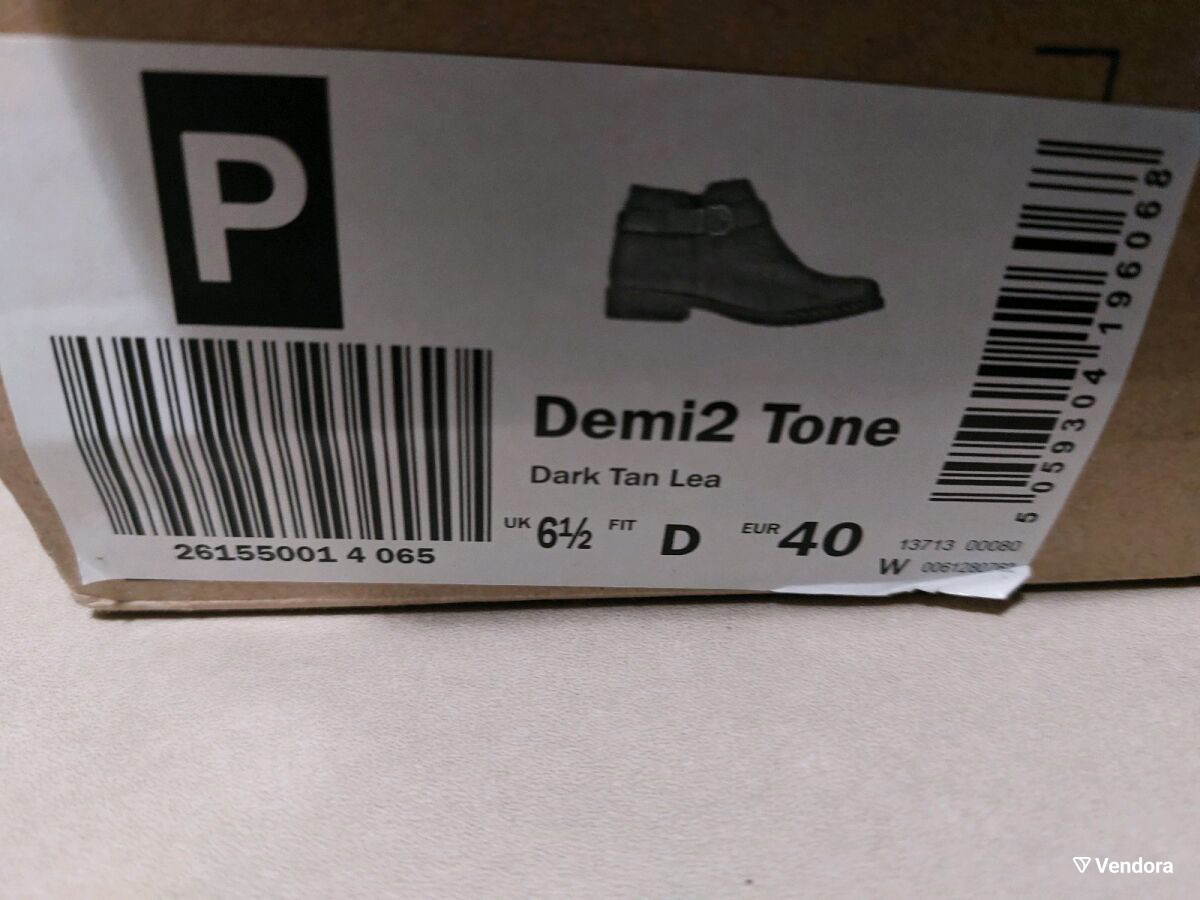 P
26155001 4 065
Demi2 Tone
Dark Tan Lea
UK 6½ FIT D EUR 40
13713 00080
W
5 059304 196068
Vendora